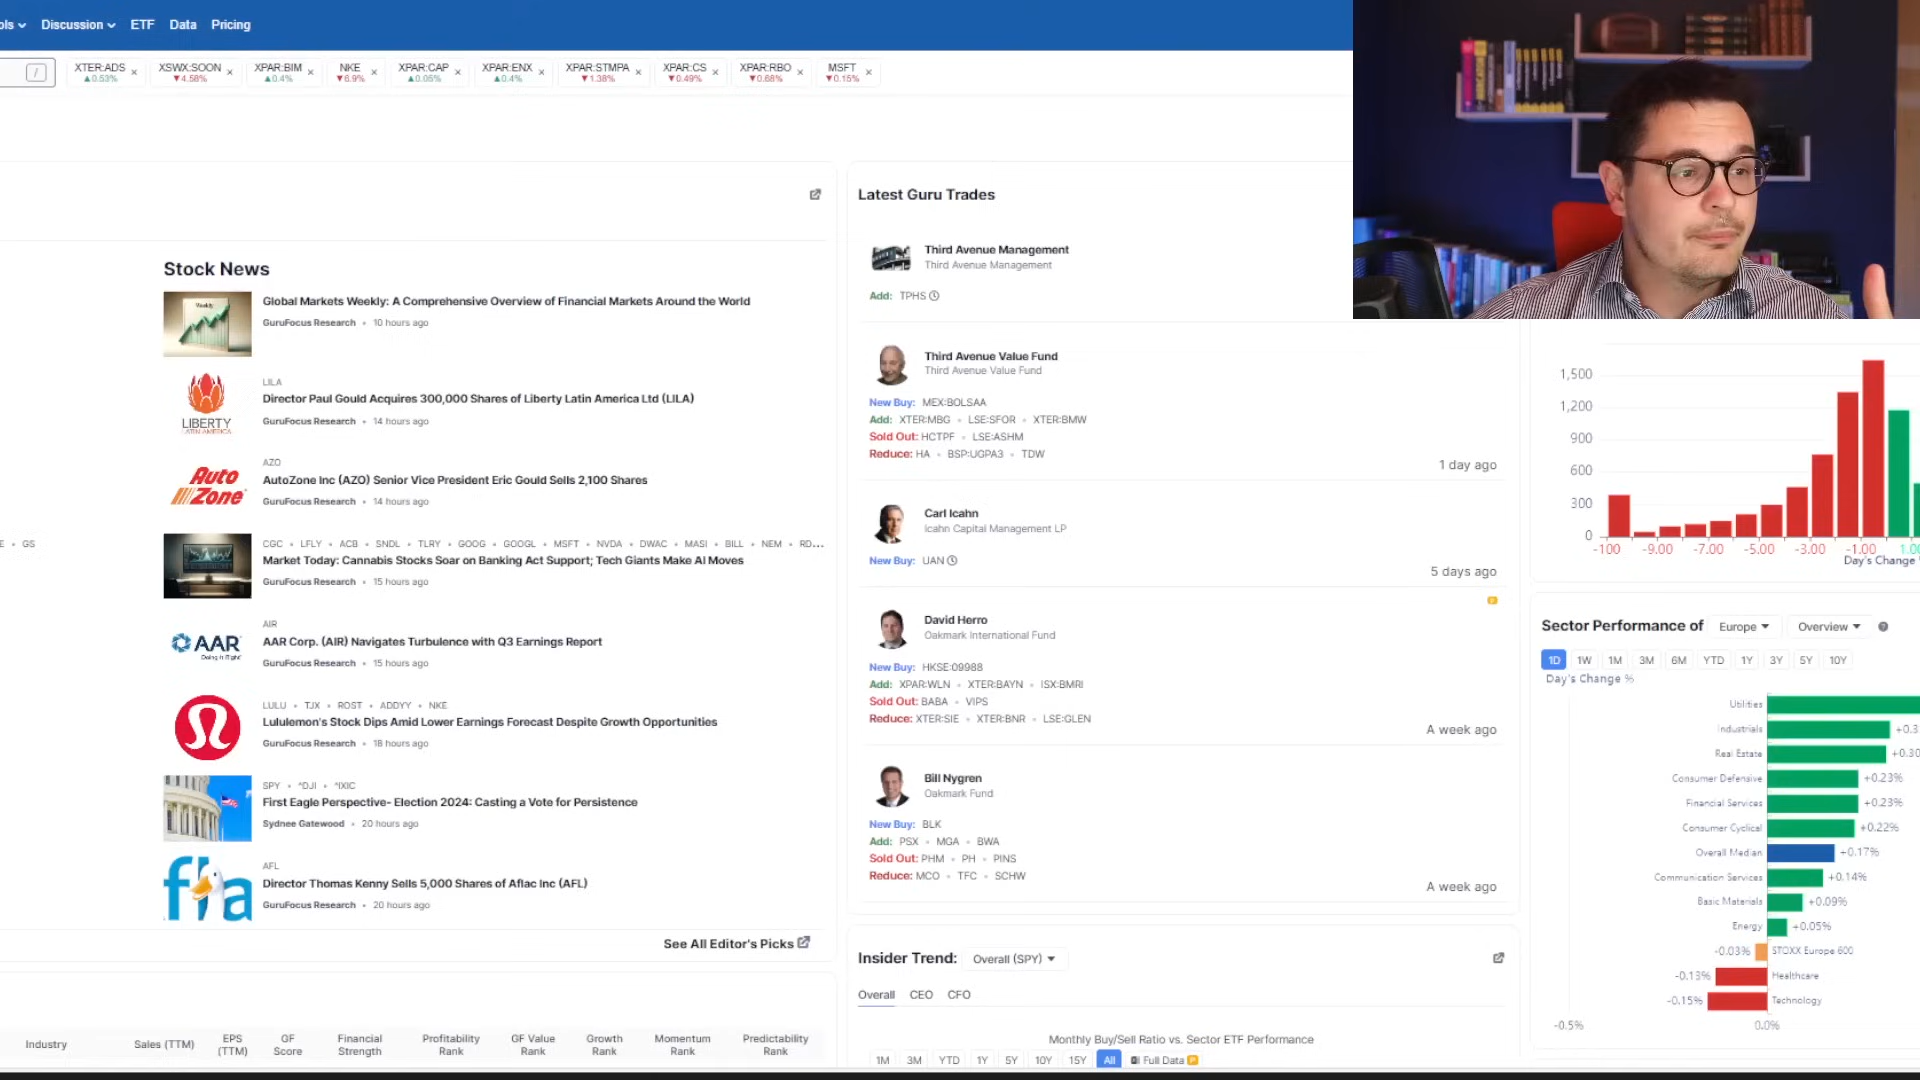 Discussion ETF Data Pricing
/
XTER:ADS × XSWX:SOON × XPAR:BIM × NKE × XPAR:CAP × XPAR:ENX × XPAR:STMPA × XPAR:CS × XPAR:RBO × MSFT ×
▲0.53% ▼4.58% ▲0.4% ▼6.9% ▲0.05% ▲0.4% ▼1.38% ▼0.49% ▼0.68% ▼0.15%
Stock News
Weekly
Global Markets Weekly: A Comprehensive Overview of Financial Markets Around the World
GuruFocus Research • 10 hours ago
LIBERTY
LATIN AMERICA
LILA
Director Paul Gould Acquires 300,000 Shares of Liberty Latin America Ltd (LILA)
GuruFocus Research • 14 hours ago
Auto
Zone
AZO
AutoZone Inc (AZO) Senior Vice President Eric Gould Sells 2,100 Shares
GuruFocus Research • 14 hours ago
E • GS
CGC • LFLY • ACB • SNDL • TLRY • GOOG • GOOGL • MSFT • NVDA • DWAC • MASI • BILL • NEM • RD...
Market Today: Cannabis Stocks Soar on Banking Act Support; Tech Giants Make AI Moves
GuruFocus Research • 15 hours ago
AAR
Doing it Right
AIR
AAR Corp. (AIR) Navigates Turbulence with Q3 Earnings Report
GuruFocus Research • 15 hours ago
LULU • TJX • ROST • ADDYY • NKE
Lululemon's Stock Dips Amid Lower Earnings Forecast Despite Growth Opportunities
GuruFocus Research • 18 hours ago
SPY • ^DJI • ^IXIC
First Eagle Perspective- Election 2024: Casting a Vote for Persistence
Sydnee Gatewood • 20 hours ago
AFL
Director Thomas Kenny Sells 5,000 Shares of Aflac Inc (AFL)
GuruFocus Research • 20 hours ago
See All Editor's Picks
Industry Sales (TTM) EPS (TTM) GF Score Financial Strength Profitability Rank GF Value Rank Growth Rank Momentum Rank Predictability Rank
Latest Guru Trades
Third Avenue Management
Third Avenue Management
Add: TPHS
Third Avenue Value Fund
Third Avenue Value Fund
New Buy: MEX:BOLSAA
Add: XTER:MBG • LSE:SFOR • XTER:BMW
Sold Out: HCTPF • LSE:ASHM
Reduce: HA • BSP:UGPA3 • TDW
1 day ago
Carl Icahn
Icahn Capital Management LP
New Buy: UAN
5 days ago
David Herro
Oakmark International Fund
New Buy: HKSE:09988
Add: XPAR:WLN • XTER:BAYN • ISX:BMRI
Sold Out: BABA • VIPS
Reduce: XTER:SIE • XTER:BNR • LSE:GLEN
A week ago
Bill Nygren
Oakmark Fund
New Buy: BLK
Add: PSX • MGA • BWA
Sold Out: PHM • PH • PINS
Reduce: MCO • TFC • SCHW
A week ago
Insider Trend: Overall (SPY)
Overall CEO CFO
Monthly Buy/Sell Ratio vs. Sector ETF Performance
1M 3M YTD 1Y 5Y 10Y 15Y All Full Data
1,500
1,200
900
600
300
0
-100 -9.00 -7.00 -5.00 -3.00 -1.00 1.00
Day's Change
Sector Performance of Europe Overview
1D 1W 1M 3M 6M YTD 1Y 3Y 5Y 10Y
Day's Change %
Utilities
Industrials +0.3
Real Estate +0.30
Consumer Defensive +0.23%
Financial Services +0.23%
Consumer Cyclical +0.22%
Overall Median +0.17%
Communication Services +0.14%
Basic Materials +0.09%
Energy +0.05%
-0.03% STOXX Europe 600
-0.13% Healthcare
-0.15% Technology
-0.5% 0.0%